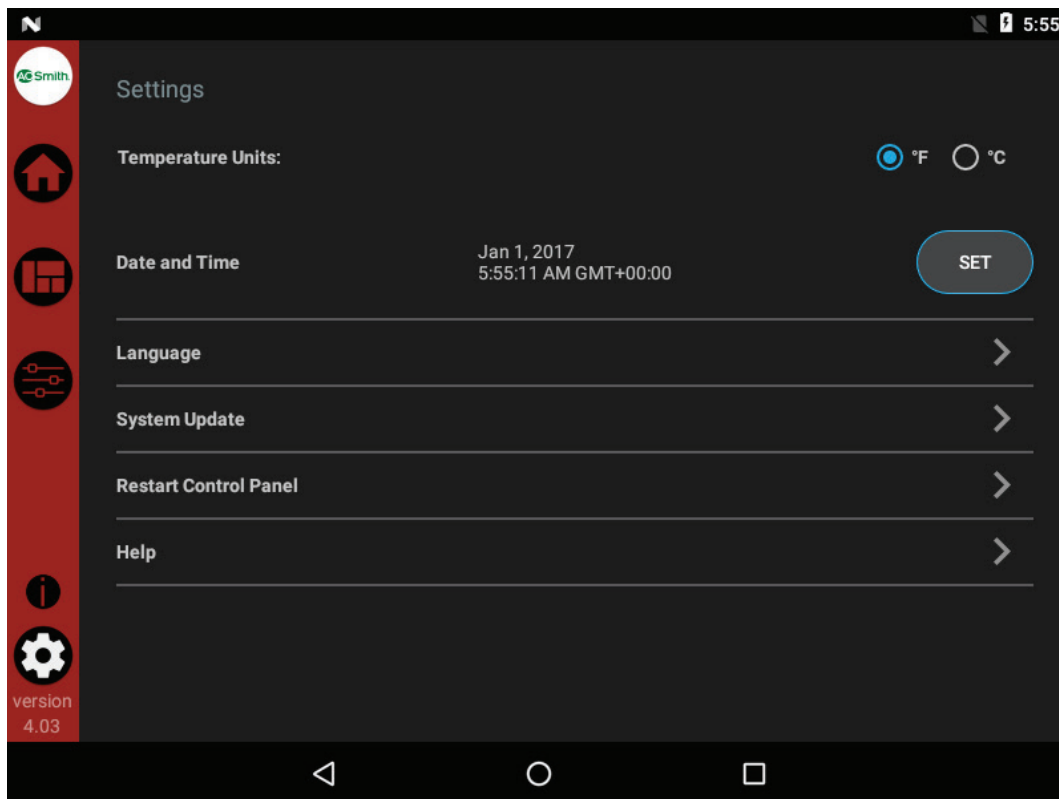 5:55
AO Smith.
Settings
Temperature Units:
°F
°C
Date and Time
Jan 1, 2017
5:55:11 AM GMT+00:00
SET
Language
System Update
Restart Control Panel
Help
version
4.03